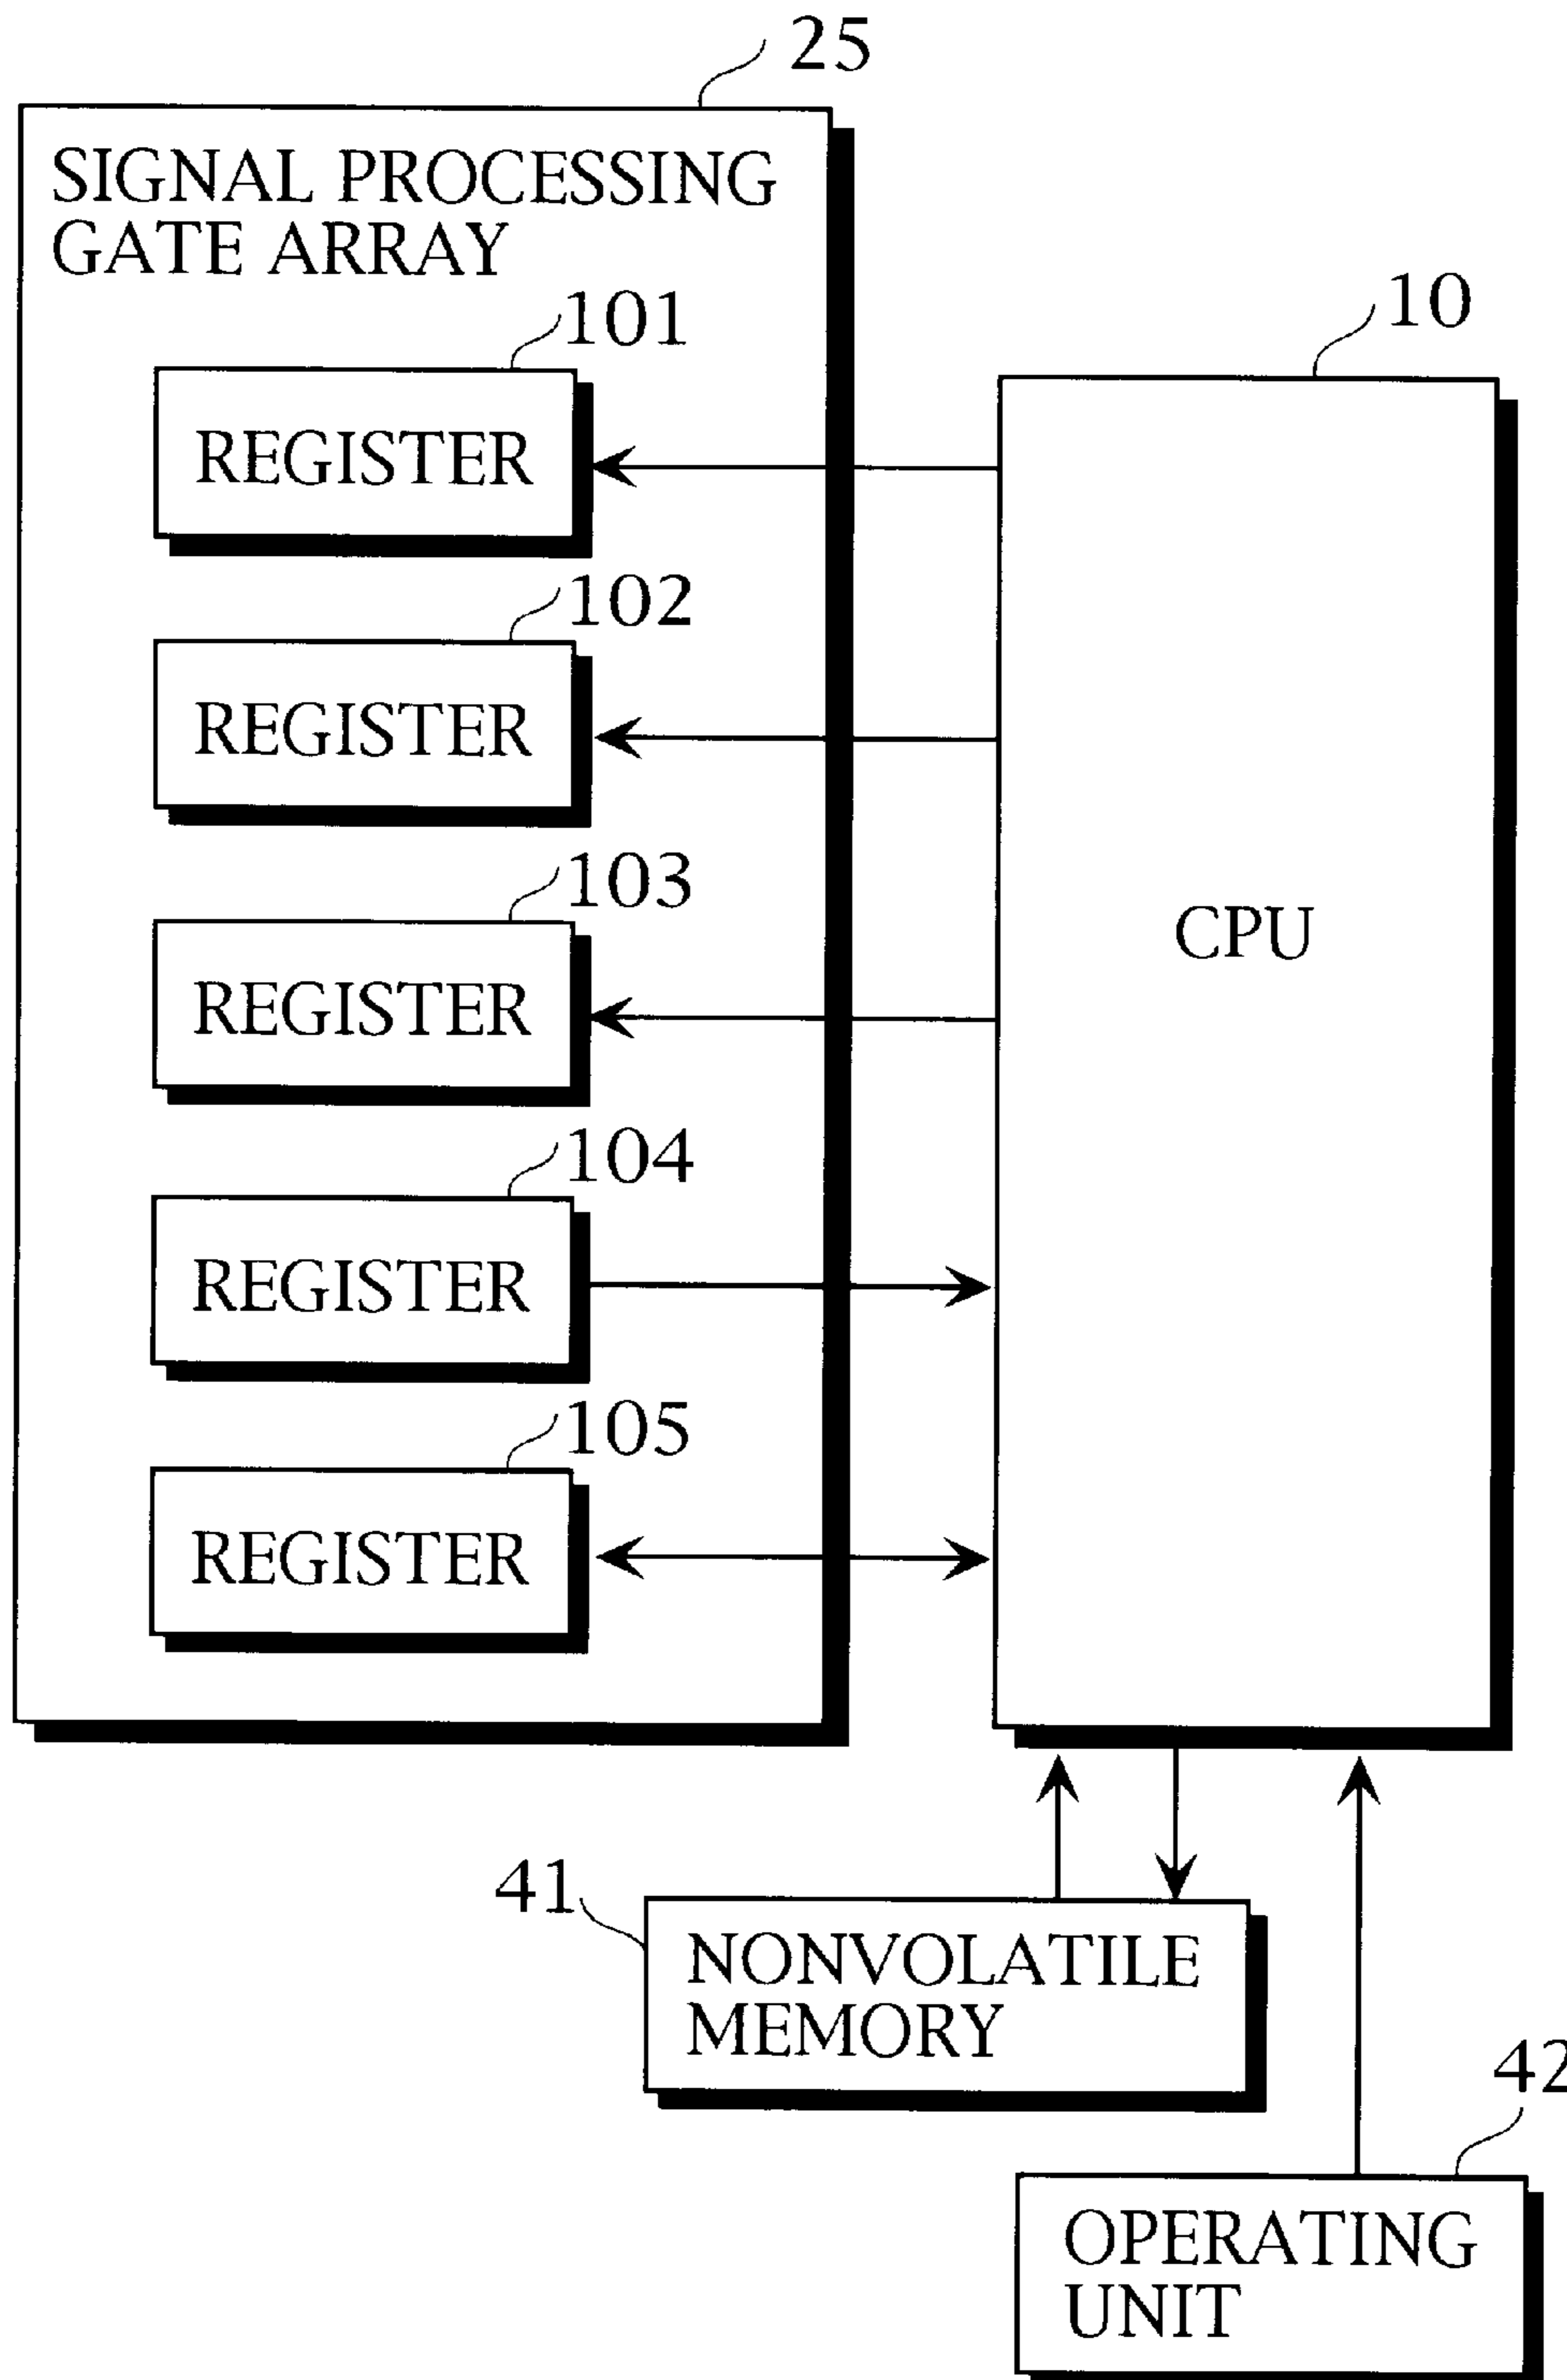 25
SIGNAL PROCESSING
GATE ARRAY
10
101
REGISTER
102
REGISTER
103
REGISTER
CPU
104
REGISTER
105
REGISTER
41
NONVOLATILE
MEMORY
42
OPERATING
UNIT